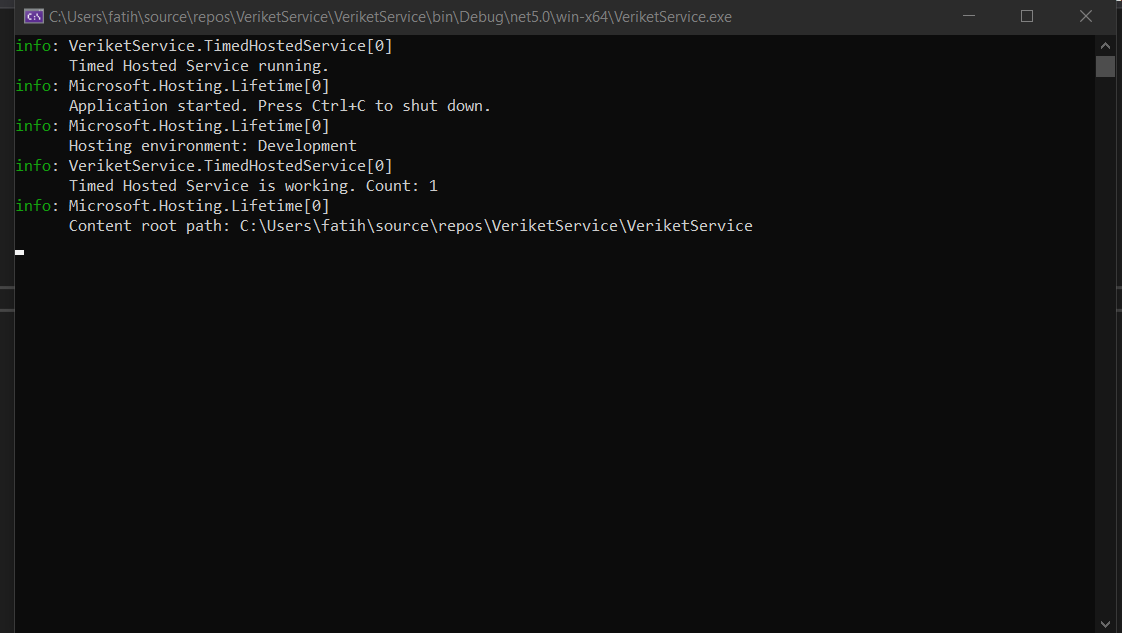 C:\Users\fatih\source\repos\VeriketService\VeriketService\bin\Debug\net5.0\win-x64\VeriketService.exe
info: VeriketService.TimedHostedService[0]
      Timed Hosted Service running.
info: Microsoft.Hosting.Lifetime[0]
      Application started. Press Ctrl+C to shut down.
info: Microsoft.Hosting.Lifetime[0]
      Hosting environment: Development
info: VeriketService.TimedHostedService[0]
      Timed Hosted Service is working. Count: 1
info: Microsoft.Hosting.Lifetime[0]
      Content root path: C:\Users\fatih\source\repos\VeriketService\VeriketService